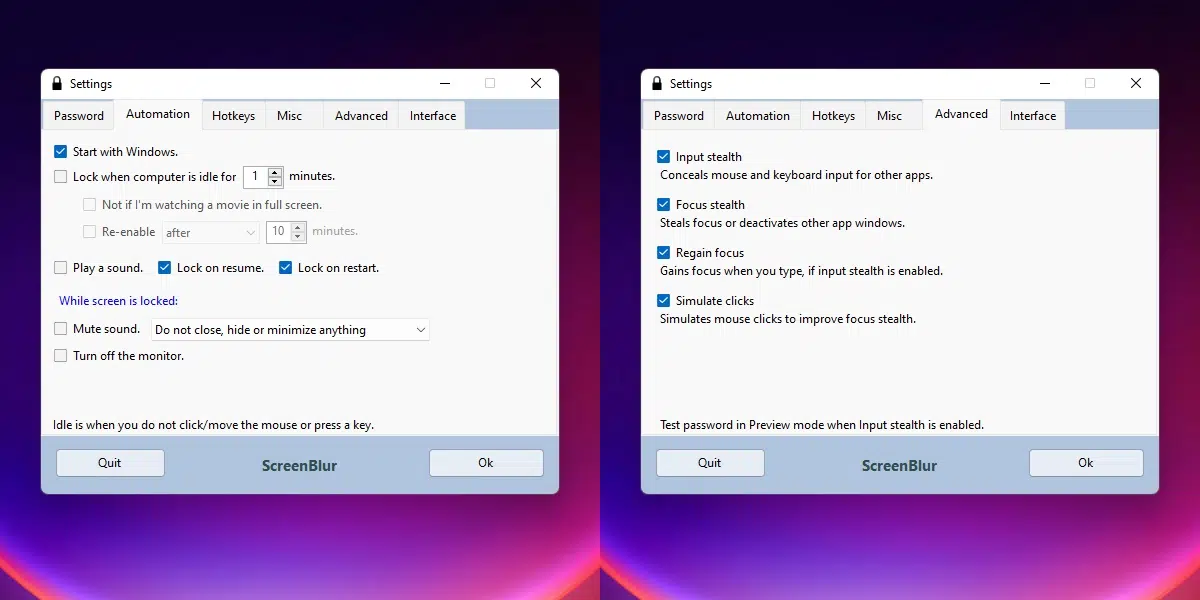 Settings
Password Automation Hotkeys Misc Advanced Interface
Start with Windows.
Lock when computer is idle for 1 minutes.
Not if I'm watching a movie in full screen.
Re-enable after 10 minutes.
Play a sound. Lock on resume. Lock on restart.
While screen is locked:
Mute sound. Do not close, hide or minimize anything
Turn off the monitor.
Idle is when you do not click/move the mouse or press a key.
Quit ScreenBlur Ok
Settings
Password Automation Hotkeys Misc Advanced Interface
Input stealth
Conceals mouse and keyboard input for other apps.
Focus stealth
Steals focus or deactivates other app windows.
Regain focus
Gains focus when you type, if input stealth is enabled.
Simulate clicks
Simulates mouse clicks to improve focus stealth.
Test password in Preview mode when Input stealth is enabled.
Quit ScreenBlur Ok